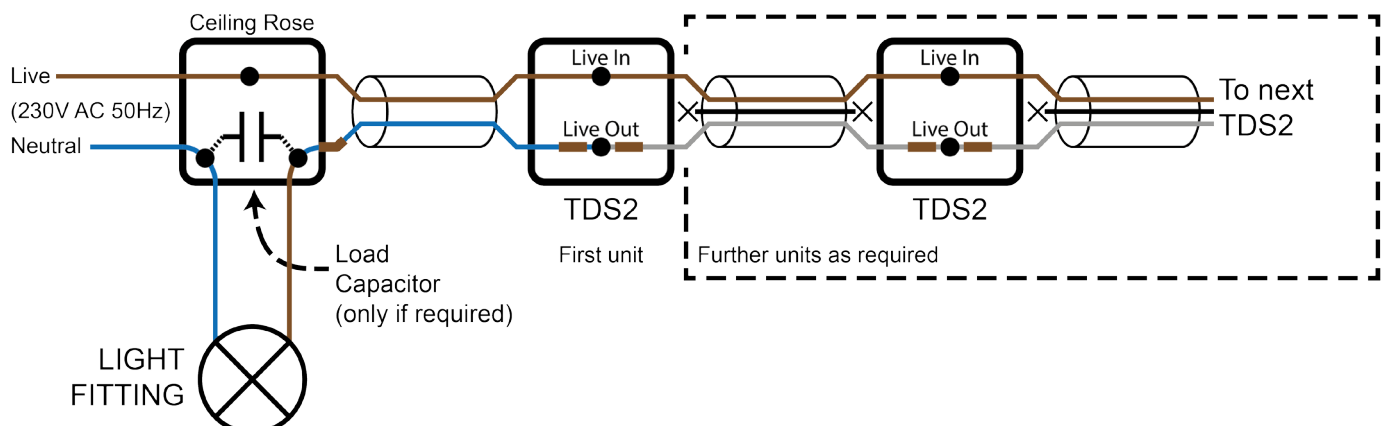 Ceiling Rose
Live
(230V AC 50Hz)
Neutral
Live In
Live Out
TDS2
First unit
Live In
Live Out
TDS2
Further units as required
To next
TDS2
Load
Capacitor
(only if required)
LIGHT
FITTING